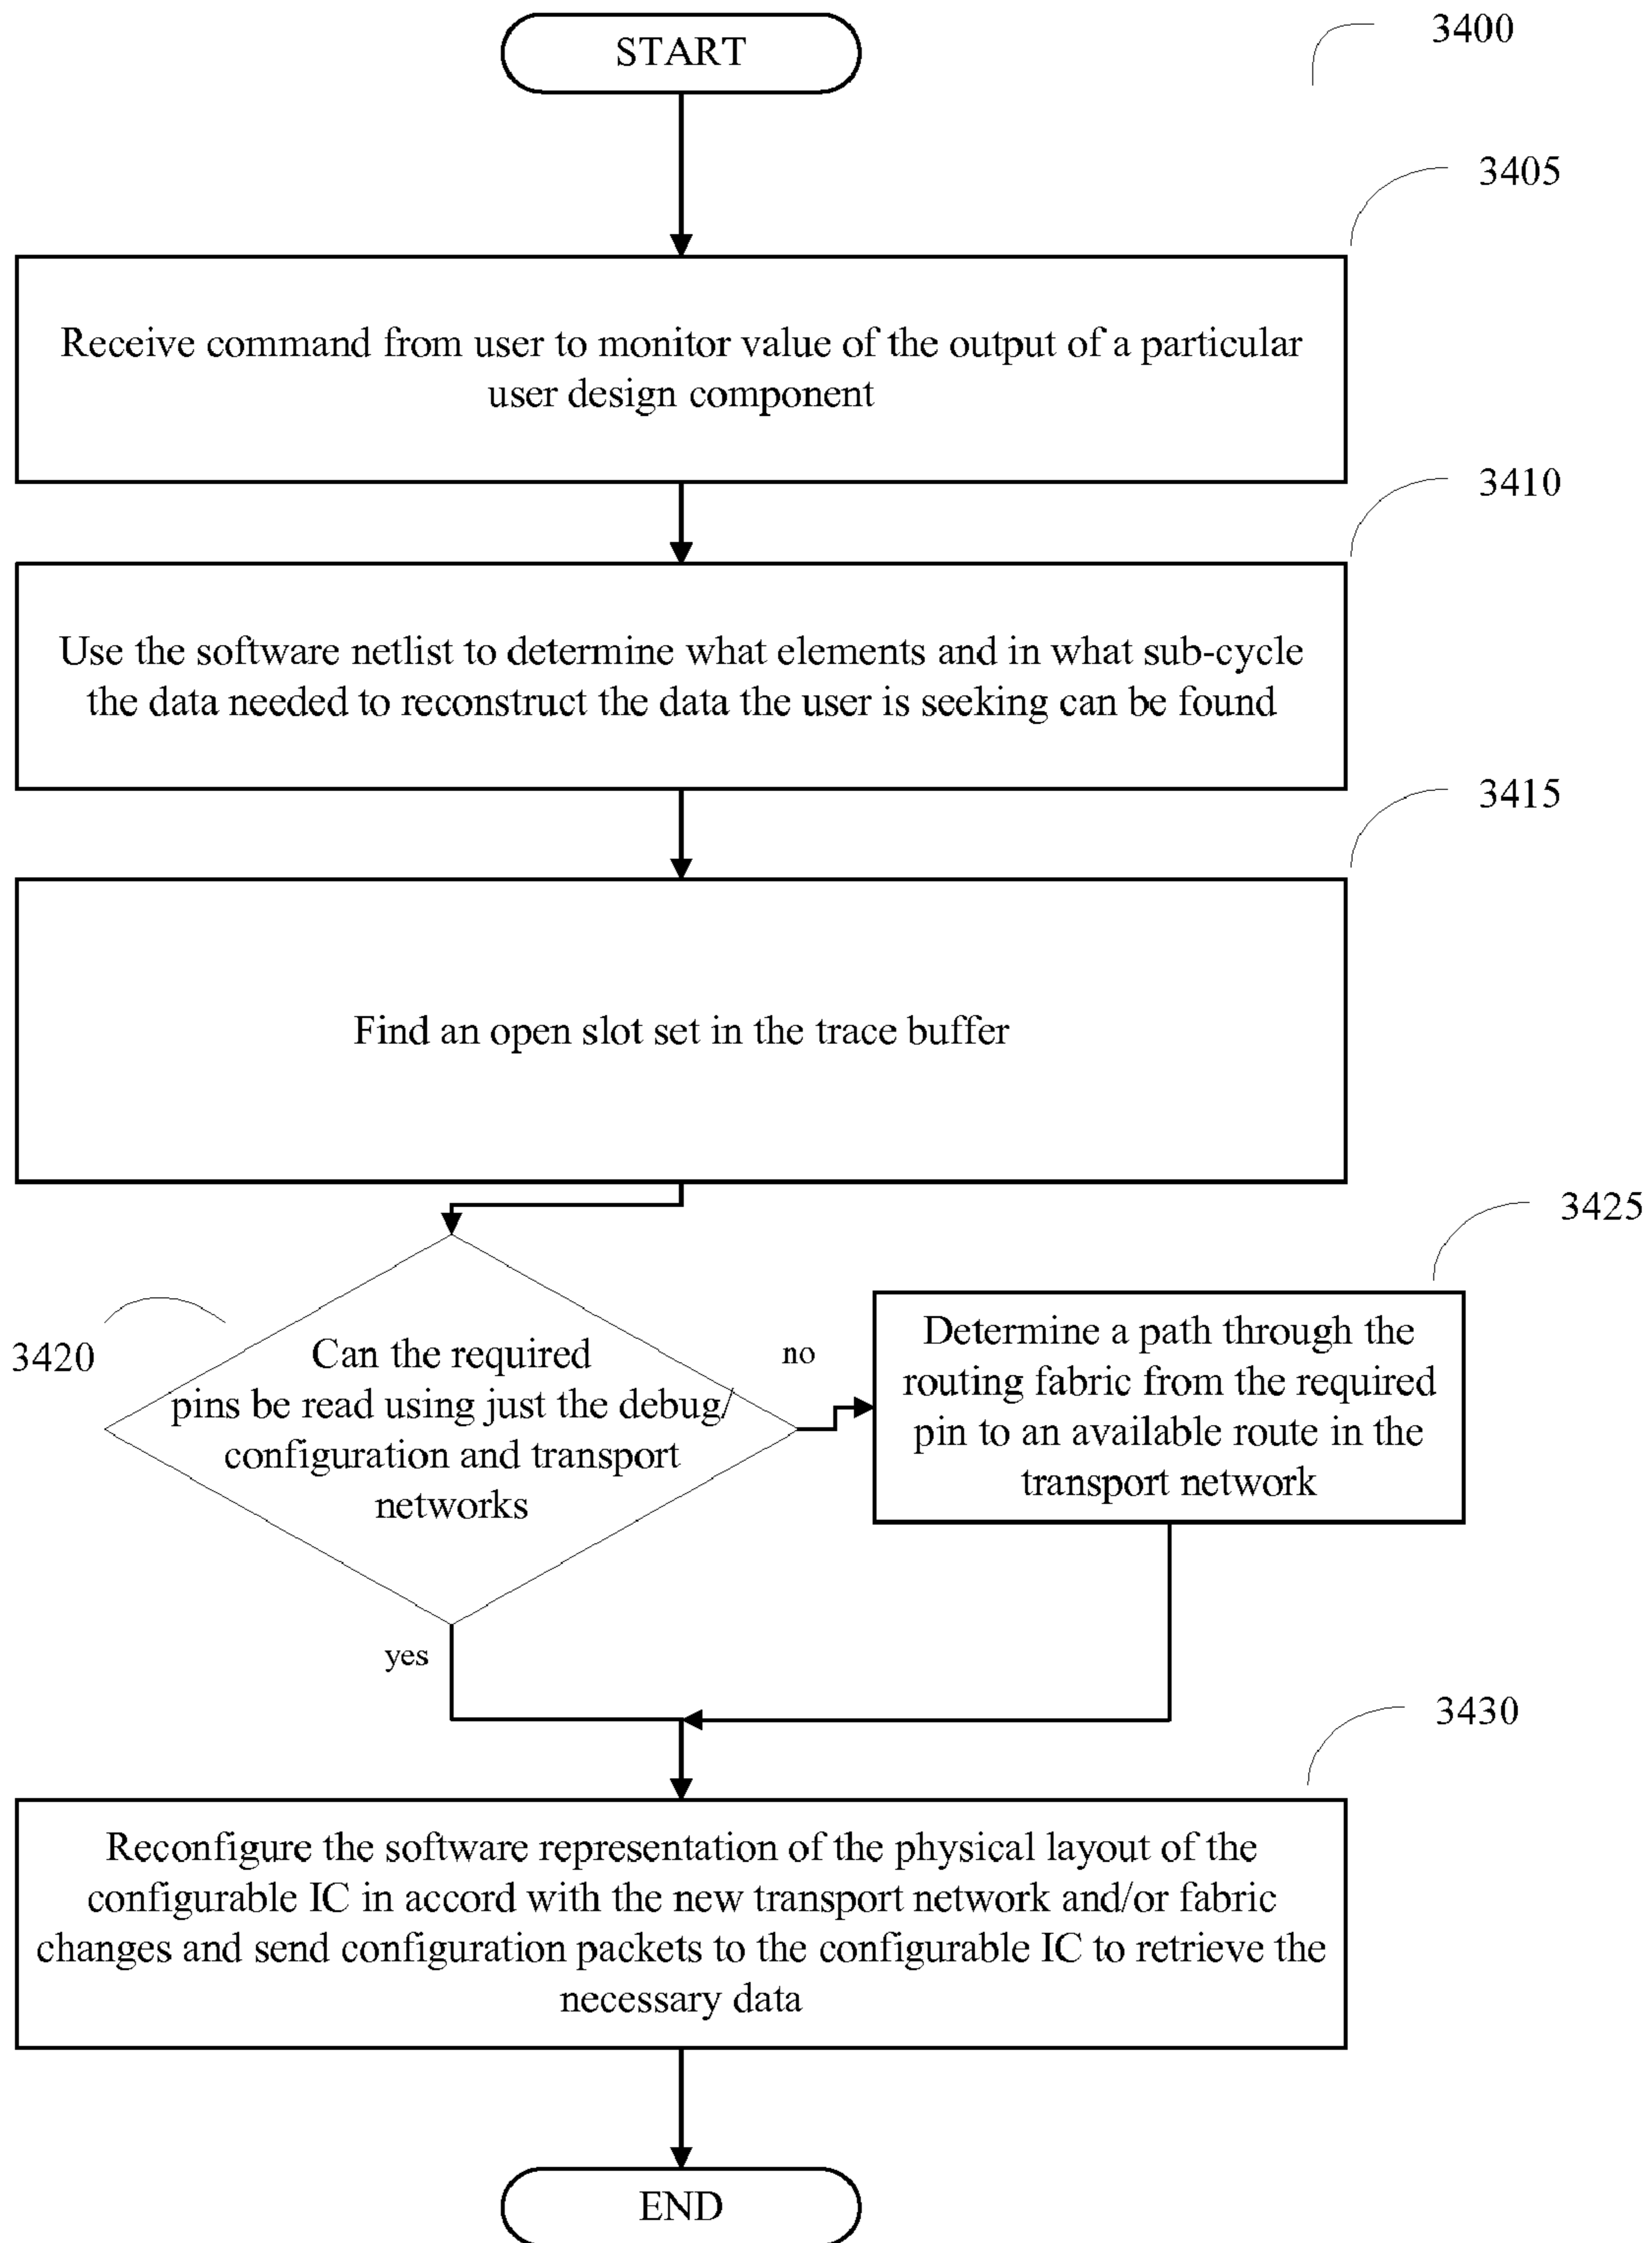 START
3400
3405
Receive command from user to monitor value of the output of a particular
user design component
3410
Use the software netlist to determine what elements and in what sub-cycle
the data needed to reconstruct the data the user is seeking can be found
3415
Find an open slot set in the trace buffer
3420
Can the required
pins be read using just the debug/
configuration and transport
networks
no
3425
Determine a path through the
routing fabric from the required
pin to an available route in the
transport network
yes
3430
Reconfigure the software representation of the physical layout of the
configurable IC in accord with the new transport network and/or fabric
changes and send configuration packets to the configurable IC to retrieve the
necessary data
END